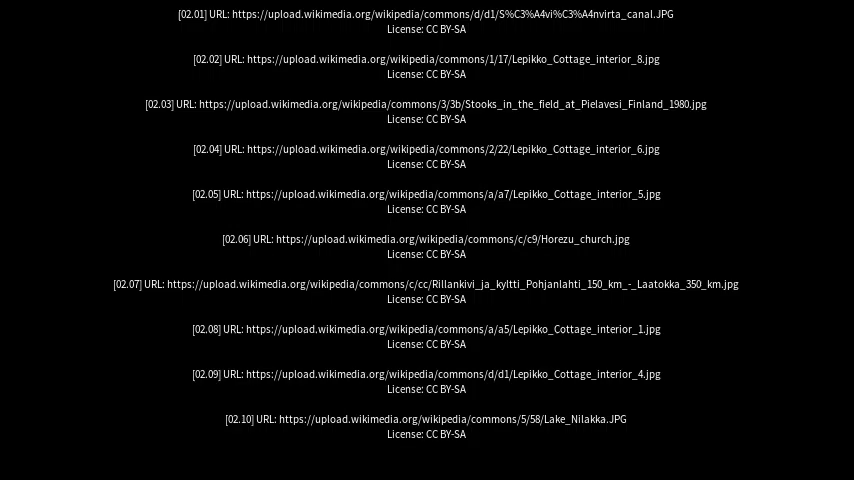 [02.01] URL: https://upload.wikimedia.org/wikipedia/commons/d/d1/S%C3%A4vi%C3%A4nvirta_canal.JPG
License: CC BY-SA
[02.02] URL: https://upload.wikimedia.org/wikipedia/commons/1/17/Lepikko_Cottage_interior_8.jpg
License: CC BY-SA
[02.03] URL: https://upload.wikimedia.org/wikipedia/commons/3/3b/Stooks_in_the_field_at_Pielavesi_Finland_1980.jpg
License: CC BY-SA
[02.04] URL: https://upload.wikimedia.org/wikipedia/commons/2/22/Lepikko_Cottage_interior_6.jpg
License: CC BY-SA
[02.05] URL: https://upload.wikimedia.org/wikipedia/commons/a/a7/Lepikko_Cottage_interior_5.jpg
License: CC BY-SA
[02.06] URL: https://upload.wikimedia.org/wikipedia/commons/c/c9/Horezu_church.jpg
License: CC BY-SA
[02.07] URL: https://upload.wikimedia.org/wikipedia/commons/c/cc/Rillankivi_ja_kyltti_Pohjanlahti_150_km_-_Laatokka_350_km.jpg
License: CC BY-SA
[02.08] URL: https://upload.wikimedia.org/wikipedia/commons/a/a5/Lepikko_Cottage_interior_1.jpg
License: CC BY-SA
[02.09] URL: https://upload.wikimedia.org/wikipedia/commons/d/d1/Lepikko_Cottage_interior_4.jpg
License: CC BY-SA
[02.10] URL: https://upload.wikimedia.org/wikipedia/commons/5/58/Lake_Nilakka.JPG
License: CC BY-SA